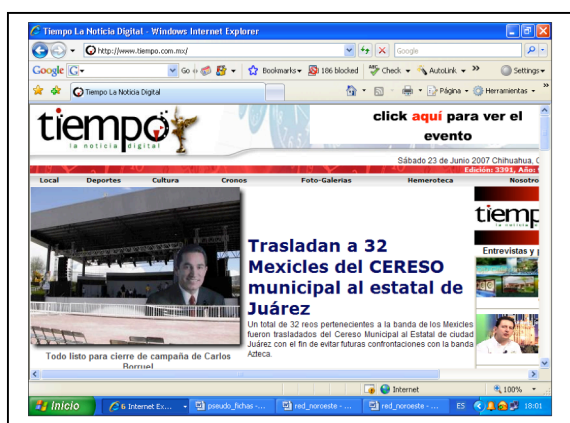 Tiempo La Noticia Digital - Windows Internet Explorer
http://www.tiempo.com.mx/
Google
Google G
Go
Bookmarks
186 blocked
Check
AutoLink
Settings
Tiempo La Noticia Digital
Página
Herramientas
tiempo
la noticia digital
click aquí para ver el
evento
Sábado 23 de Junio 2007 Chihuahua, C
Edición: 3391, Año:
Local Deportes Cultura Cronos Foto-Galerias Hemeroteca Nosotro
Trasladan a 32
Mexicles del CERESO
municipal al estatal de
Juárez
Un total de 32 reos pertenecientes a la banda de los Mexicles
fueron trasladados del Cereso Municipal al Estatal de ciudad
Juárez con el fin de evitar futuras confrontaciones con la banda
Azteca.
Todo listo para cierre de campaña de Carlos
Borruel
tiemp
la noticia
Entrevistas y
Internet
100%
Inicio
6 Internet Ex...
pseudo_fichas -...
red_noroeste - ...
red_noroeste - ...
ES
18:01